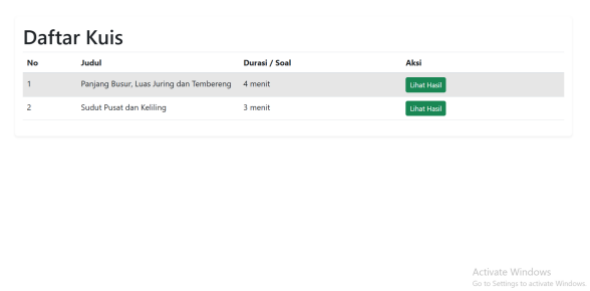 Daftar Kuis
No Judul Durasi / Soal Aksi
1 Panjang Busur, Luas Juring dan Tembereng 4 menit Lihat Hasil
2 Sudut Pusat dan Keliling 3 menit Lihat Hasil
Activate Windows
Go to Settings to activate Windows.